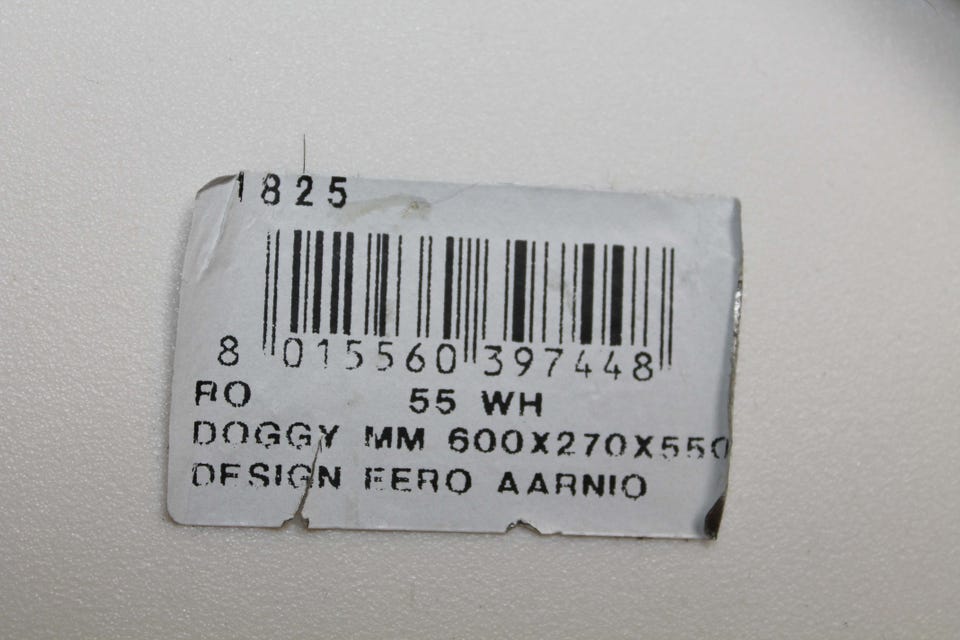 1825
8 015560 397448
RO 55 WH
DOGGY MM 600X270X550
DESIGN EERO AARNIO